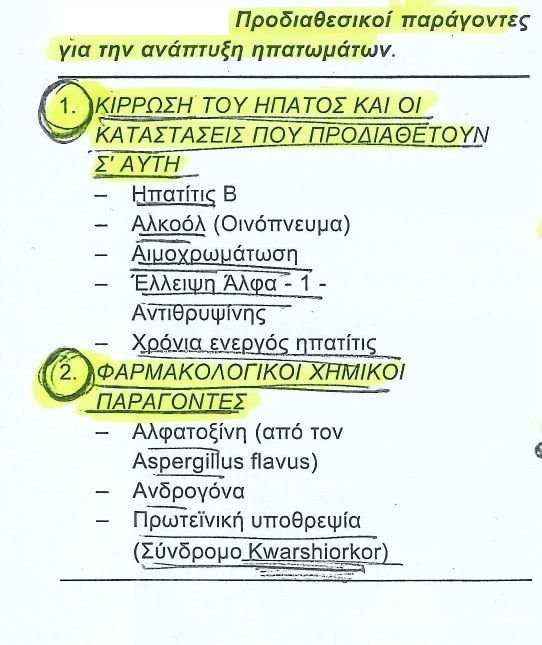 Προδιαθεσικοί παράγοντες
για την ανάπτυξη ηπατωμάτων.
1. ΚΙΡΡΩΣΗ ΤΟΥ ΗΠΑΤΟΣ ΚΑΙ ΟΙ
ΚΑΤΑΣΤΑΣΕΙΣ ΠΟΥ ΠΡΟΔΙΑΘΕΤΟΥΝ
Σ' ΑΥΤΗ
– Ηπατίτις Β
– Αλκοόλ (Οινόπνευμα)
– Αιμοχρωμάτωση
– Έλλειψη Άλφα - 1 -
Αντιθρυψίνης
– Χρόνια ενεργός ηπατίτις
2. ΦΑΡΜΑΚΟΛΟΓΙΚΟΙ ΧΗΜΙΚΟΙ
ΠΑΡΑΓΟΝΤΕΣ
– Αλφατοξίνη (από τον
Aspergillus flavus)
– Ανδρογόνα
– Πρωτεϊνική υποθρεψία
(Σύνδρομο Kwarshiorkor)